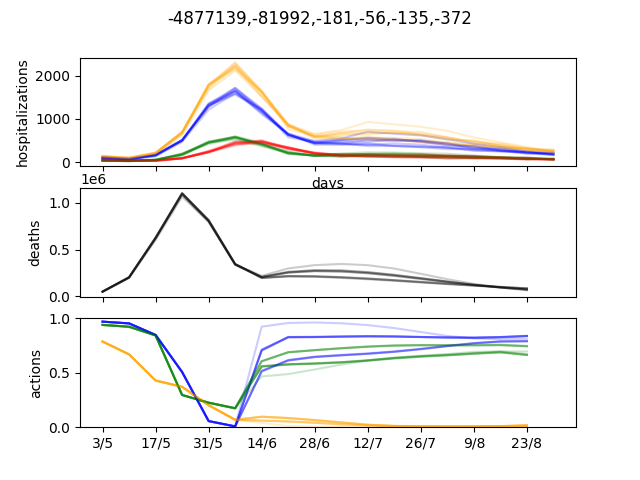 -4877139,-81992,-181,-56,-135,-372
hospitalizations
2000
1000
0
days
1e6
deaths
1.0
0.5
0.0
actions
1.0
0.5
0.0
3/5 17/5 31/5 14/6 28/6 12/7 26/7 9/8 23/8